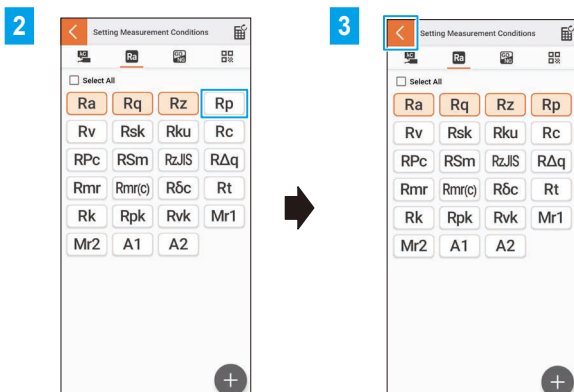 2
Setting Measurement Conditions
Ra
Select All
Ra Rq Rz Rp
Rv Rsk Rku Rc
RPc RSm RzJIS RΔq
Rmr Rmr(c) Rδc Rt
Rk Rpk Rvk Mr1
Mr2 A1 A2
3
Setting Measurement Conditions
Ra
Select All
Ra Rq Rz Rp
Rv Rsk Rku Rc
RPc RSm RzJIS RΔq
Rmr Rmr(c) Rδc Rt
Rk Rpk Rvk Mr1
Mr2 A1 A2